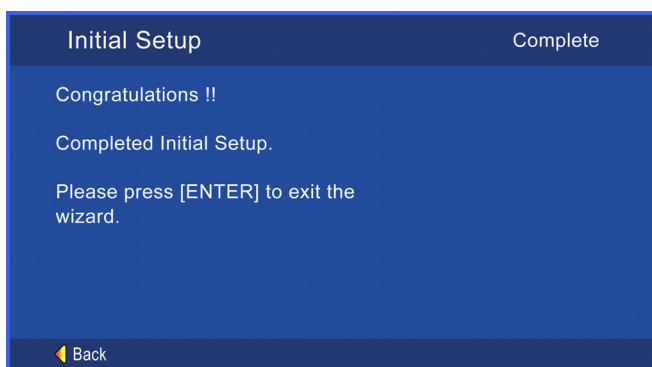 Initial Setup
Complete
Congratulations !!
Completed Initial Setup.
Please press [ENTER] to exit the
wizard.
Back